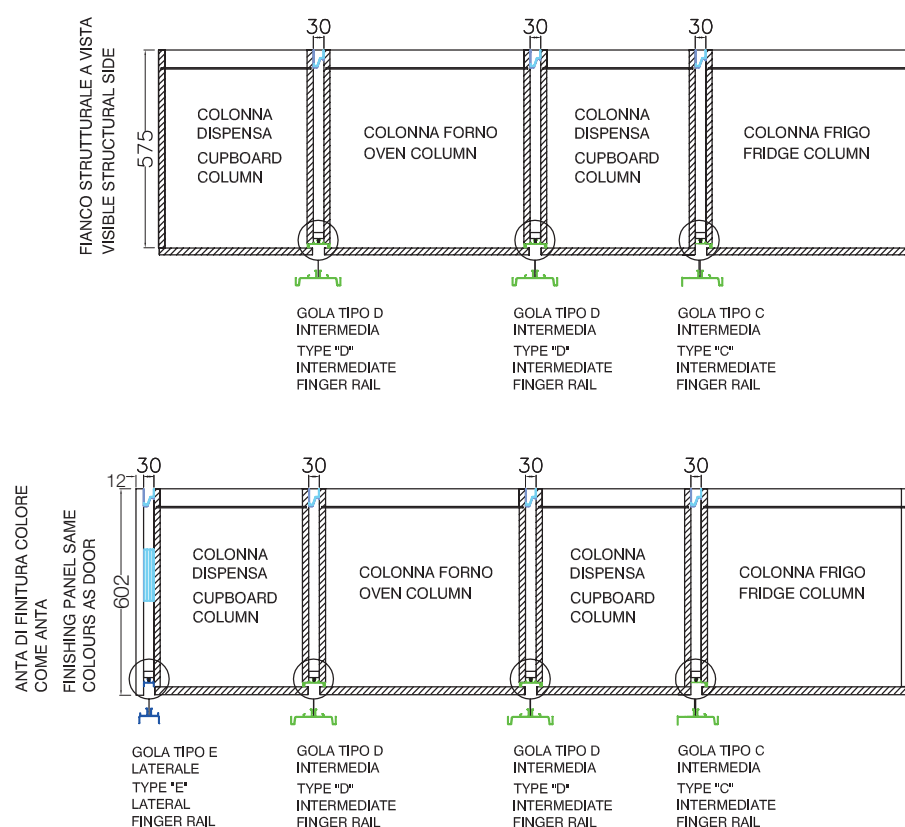 30
30
30
FIANCO STRUTTURALE A VISTA
VISIBLE STRUCTURAL SIDE
575
COLONNA
DISPENSA
CUPBOARD
COLUMN
COLONNA FORNO
OVEN COLUMN
COLONNA
DISPENSA
CUPBOARD
COLUMN
COLONNA FRIGO
FRIDGE COLUMN
GOLA TIPO D
INTERMEDIA
TYPE "D"
INTERMEDIATE
FINGER RAIL
GOLA TIPO D
INTERMEDIA
TYPE "D"
INTERMEDIATE
FINGER RAIL
GOLA TIPO C
INTERMEDIA
TYPE "C"
INTERMEDIATE
FINGER RAIL
12
30
30
30
30
ANTA DI FINITURA COLORE
COME ANTA
FINISHING PANEL SAME
COLOURS AS DOOR
602
COLONNA
DISPENSA
CUPBOARD
COLUMN
COLONNA FORNO
OVEN COLUMN
COLONNA
DISPENSA
CUPBOARD
COLUMN
COLONNA FRIGO
FRIDGE COLUMN
GOLA TIPO E
LATERALE
TYPE "E"
LATERAL
FINGER RAIL
GOLA TIPO D
INTERMEDIA
TYPE "D"
INTERMEDIATE
FINGER RAIL
GOLA TIPO D
INTERMEDIA
TYPE "D"
INTERMEDIATE
FINGER RAIL
GOLA TIPO C
INTERMEDIA
TYPE "C"
INTERMEDIATE
FINGER RAIL